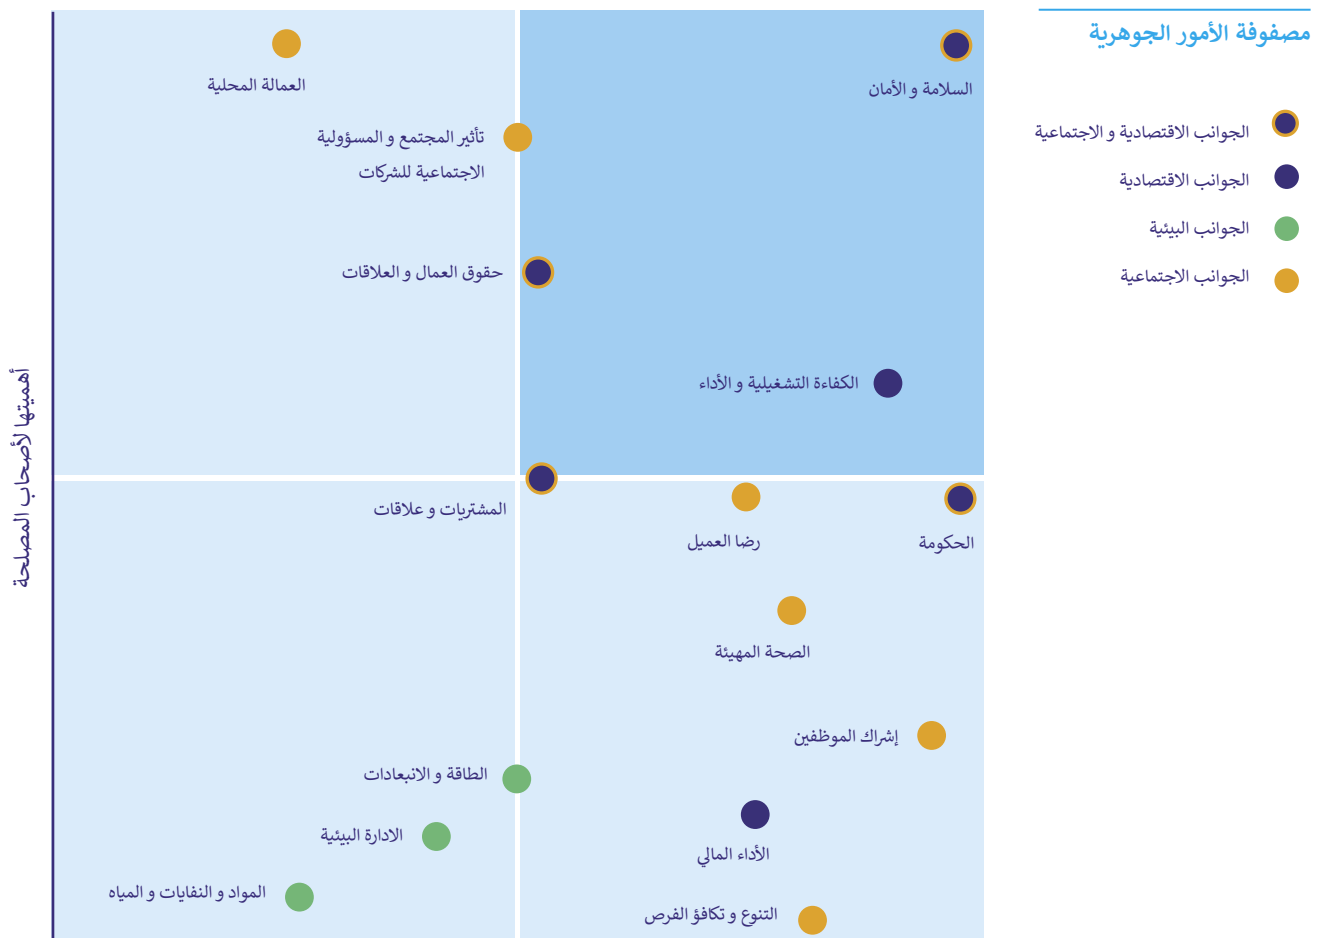 مصفوفة الأمور الجوهرية
الجوانب الاقتصادية و الاجتماعية
الجوانب الاقتصادية
الجوانب البيئية
الجوانب الاجتماعية
أهميتها لأصحاب المصلحة
السلامة و الأمان
العمالة المحلية
تأثير المجتمع و المسؤولية
الاجتماعية للشركات
حقوق العمال و العلاقات
الكفاءة التشغيلية و الأداء
المشتريات و علاقات
رضا العميل
الحكومة
الصحة المهيئة
إشراك الموظفين
الطاقة و الانبعادات
الادارة البيئية
الأداء المالي
المواد و النفايات و المياه
التنوع و تكافؤ الفرص